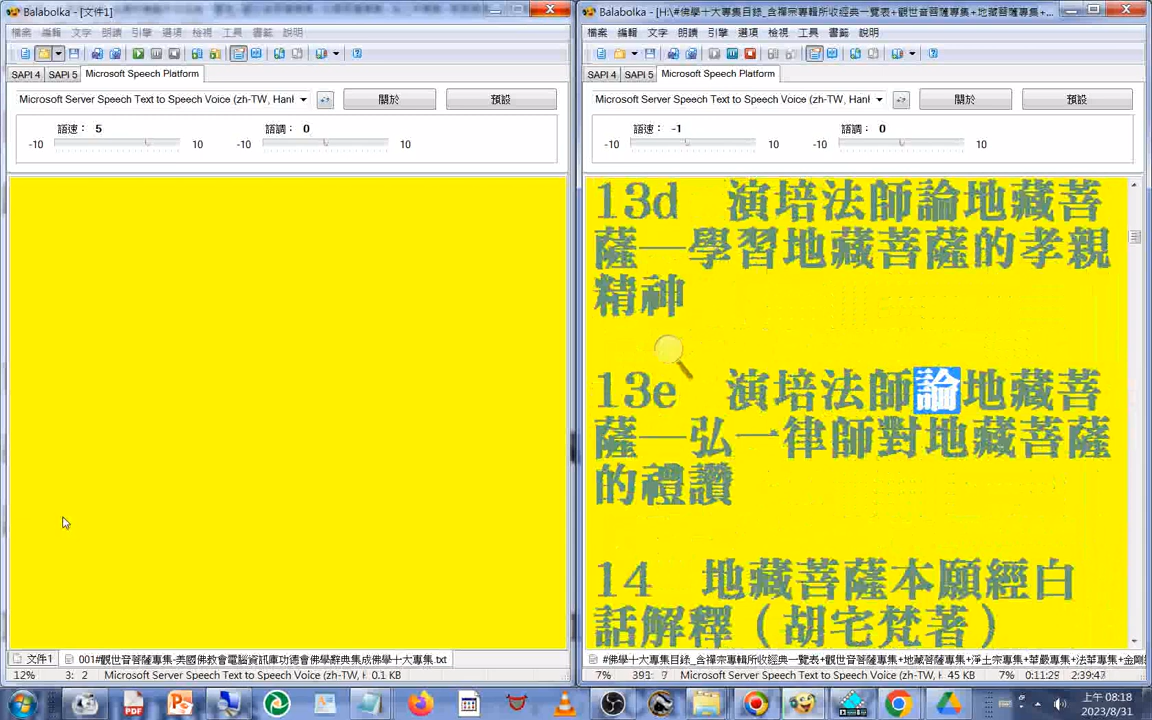 Balabolka - [文件1]
檔案 編輯 文字 朗讀 引擎 選項 工具 檢視 書籤 說明
SAPI 4 SAPI 5 Microsoft Speech Platform
Microsoft Server Speech Text to Speech Voice (zh-TW, Hanl
關於
預設
語速： 5
語調： 0
-10 10 -10 10
文件1 001#觀世音菩薩專集-美國佛教會電腦資訊庫功德會佛學辭典集成佛學十大專集.txt
12% 3: 2 Microsoft Server Speech Text to Speech Voice (zh-TW, H 0.1 KB
Balabolka - [H:\#佛學十大專集目錄_含禪宗專輯所收經典一覽表+觀世音菩薩專集+地藏菩薩專集+...
檔案 編輯 文字 朗讀 引擎 選項 檢視 工具 書籤 說明
SAPI 4 SAPI 5 Microsoft Speech Platform
Microsoft Server Speech Text to Speech Voice (zh-TW, Hanl
關於
預設
語速： -1
語調： 0
-10 10 -10 10
13d 演培法師論地藏菩
薩—學習地藏菩薩的孝親
精神
13e 演培法師論地藏菩
薩—弘一律師對地藏菩薩
的禮讚
14 地藏菩薩本願經白
話解釋（胡宅梵著）
#佛學十大專集目錄_含禪宗專輯所收經典一覽表+觀世音菩薩專集+地藏菩薩專集+淨土宗專集+華嚴專集+法華專集+金剛
7% 391: 9 Microsoft Server Speech Text to Speech Voice (zh-TW, H 45 KB 7% 0:11:29 2:39:47
上午 08:18
2023/8/31